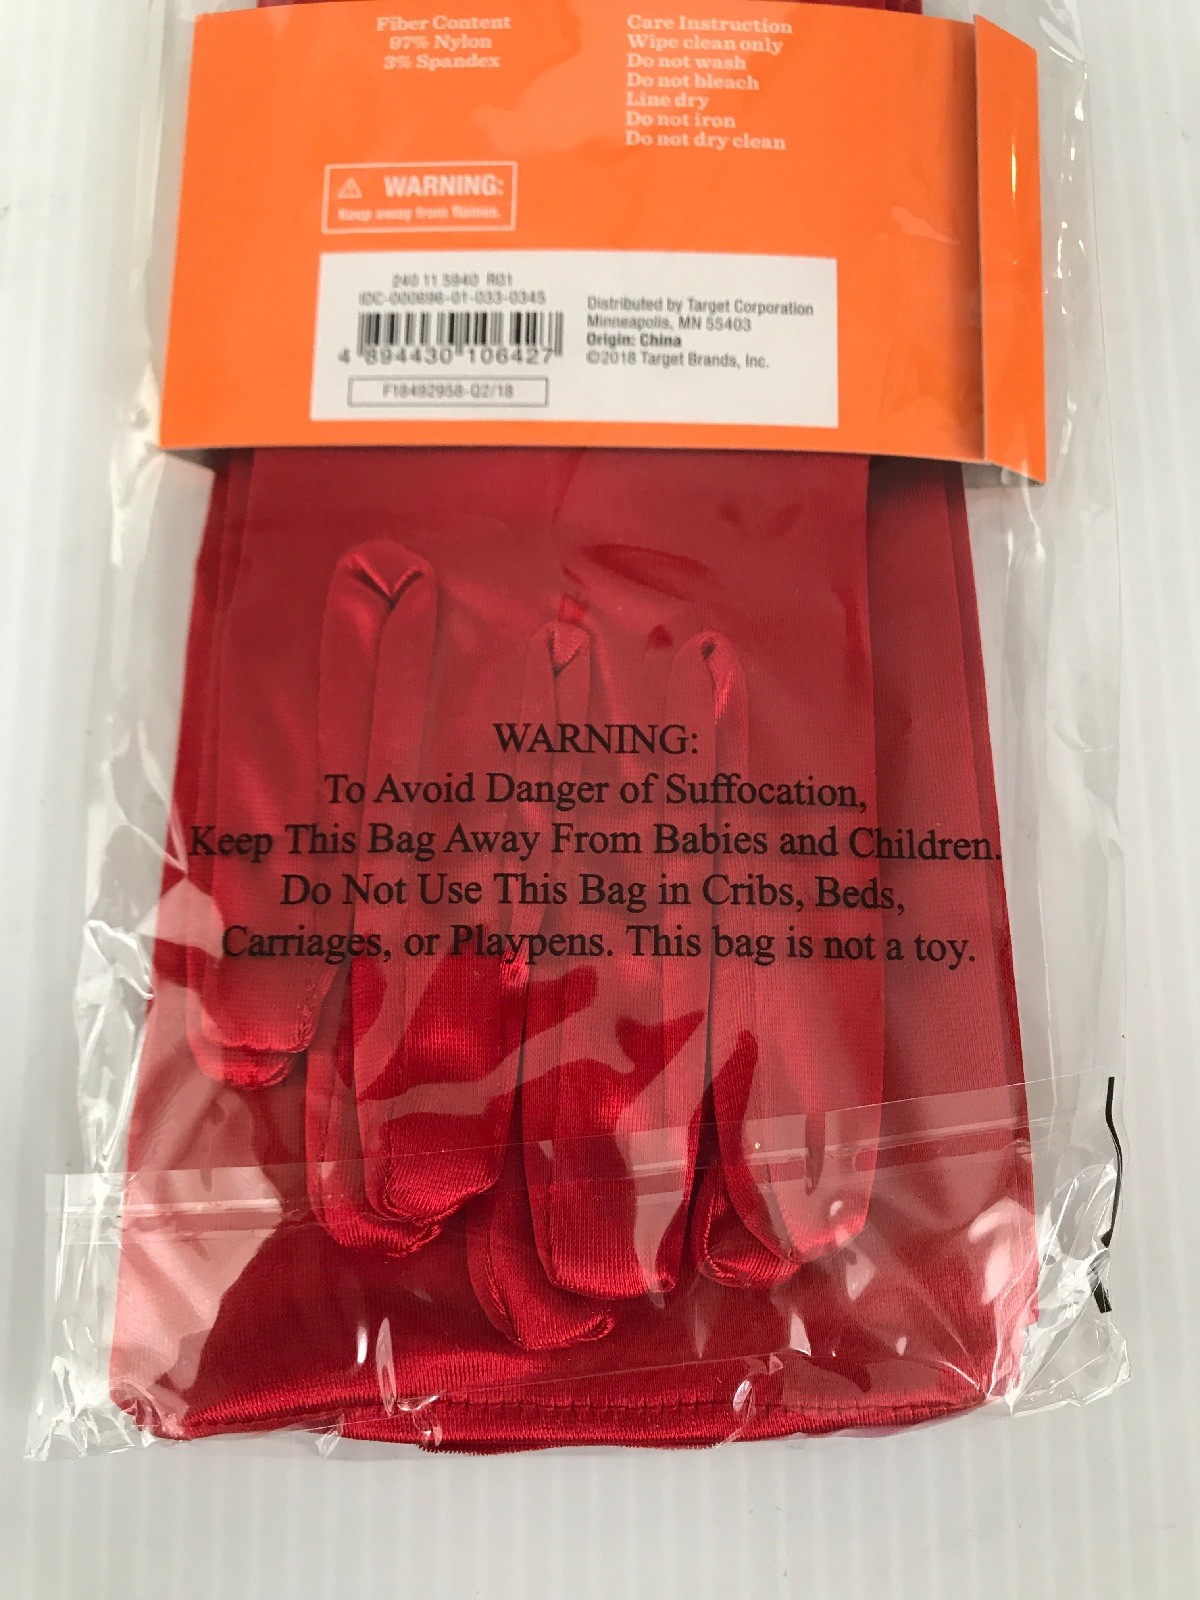 Fiber Content
97% Nylon
3% Spandex
Care Instruction
Wipe clean only
Do not wash
Do not bleach
Line dry
Do not iron
Do not dry clean
WARNING:
Keep away from flames.
240 11 5940 R01
IDC-000696-01-033-0345
4 894430 106427
F18492958-Q2/18
Distributed by Target Corporation
Minneapolis, MN 55403
Origin: China
©2018 Target Brands, Inc.
WARNING:
To Avoid Danger of Suffocation,
Keep This Bag Away From Babies and Children.
Do Not Use This Bag in Cribs, Beds,
Carriages, or Playpens. This bag is not a toy.